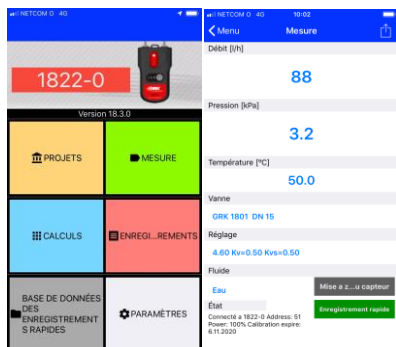 NETCOM O 4G
1822-0
Version 18.3.0
PROJETS
MESURE
CALCULS
ENREGI...REMENTS
BASE DE DONNÉES
DES
ENREGISTREMENT
S RAPIDES
PARAMÈTRES
NETCOM O 4G 10:02
Menu Mesure
Débit [l/h]
88
Pression [kPa]
3.2
Température [°C]
50.0
Vanne
GRK 1801 DN 15
Réglage
4.60 Kv=0.50 Kvs=0.50
Fluide
Eau
Mise a z...u capteur
État
Connecté a 1822-0 Address: 51
Power: 100% Calibration expire:
6.11.2020
Enregistrement rapide